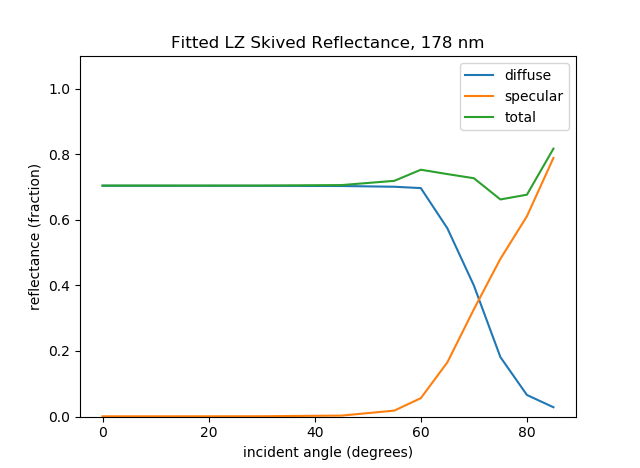 Fitted LZ Skived Reflectance, 178 nm
diffuse
specular
total
reflectance (fraction)
1.0
0.8
0.6
0.4
0.2
0.0
0 20 40 60 80
incident angle (degrees)